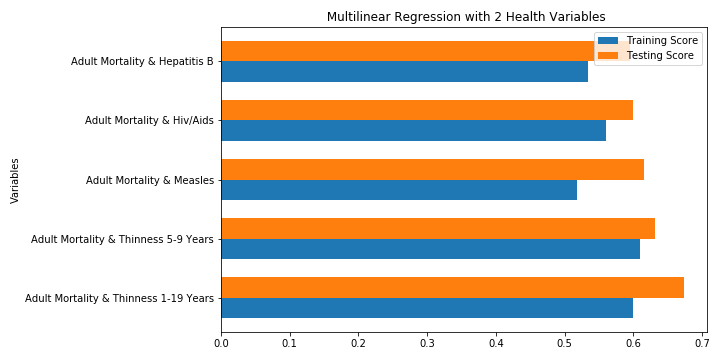 Multilinear Regression with 2 Health Variables
Training Score
Testing Score
Variables
Adult Mortality & Hepatitis B
Adult Mortality & Hiv/Aids
Adult Mortality & Measles
Adult Mortality & Thinness 5-9 Years
Adult Mortality & Thinness 1-19 Years
0.0 0.1 0.2 0.3 0.4 0.5 0.6 0.7